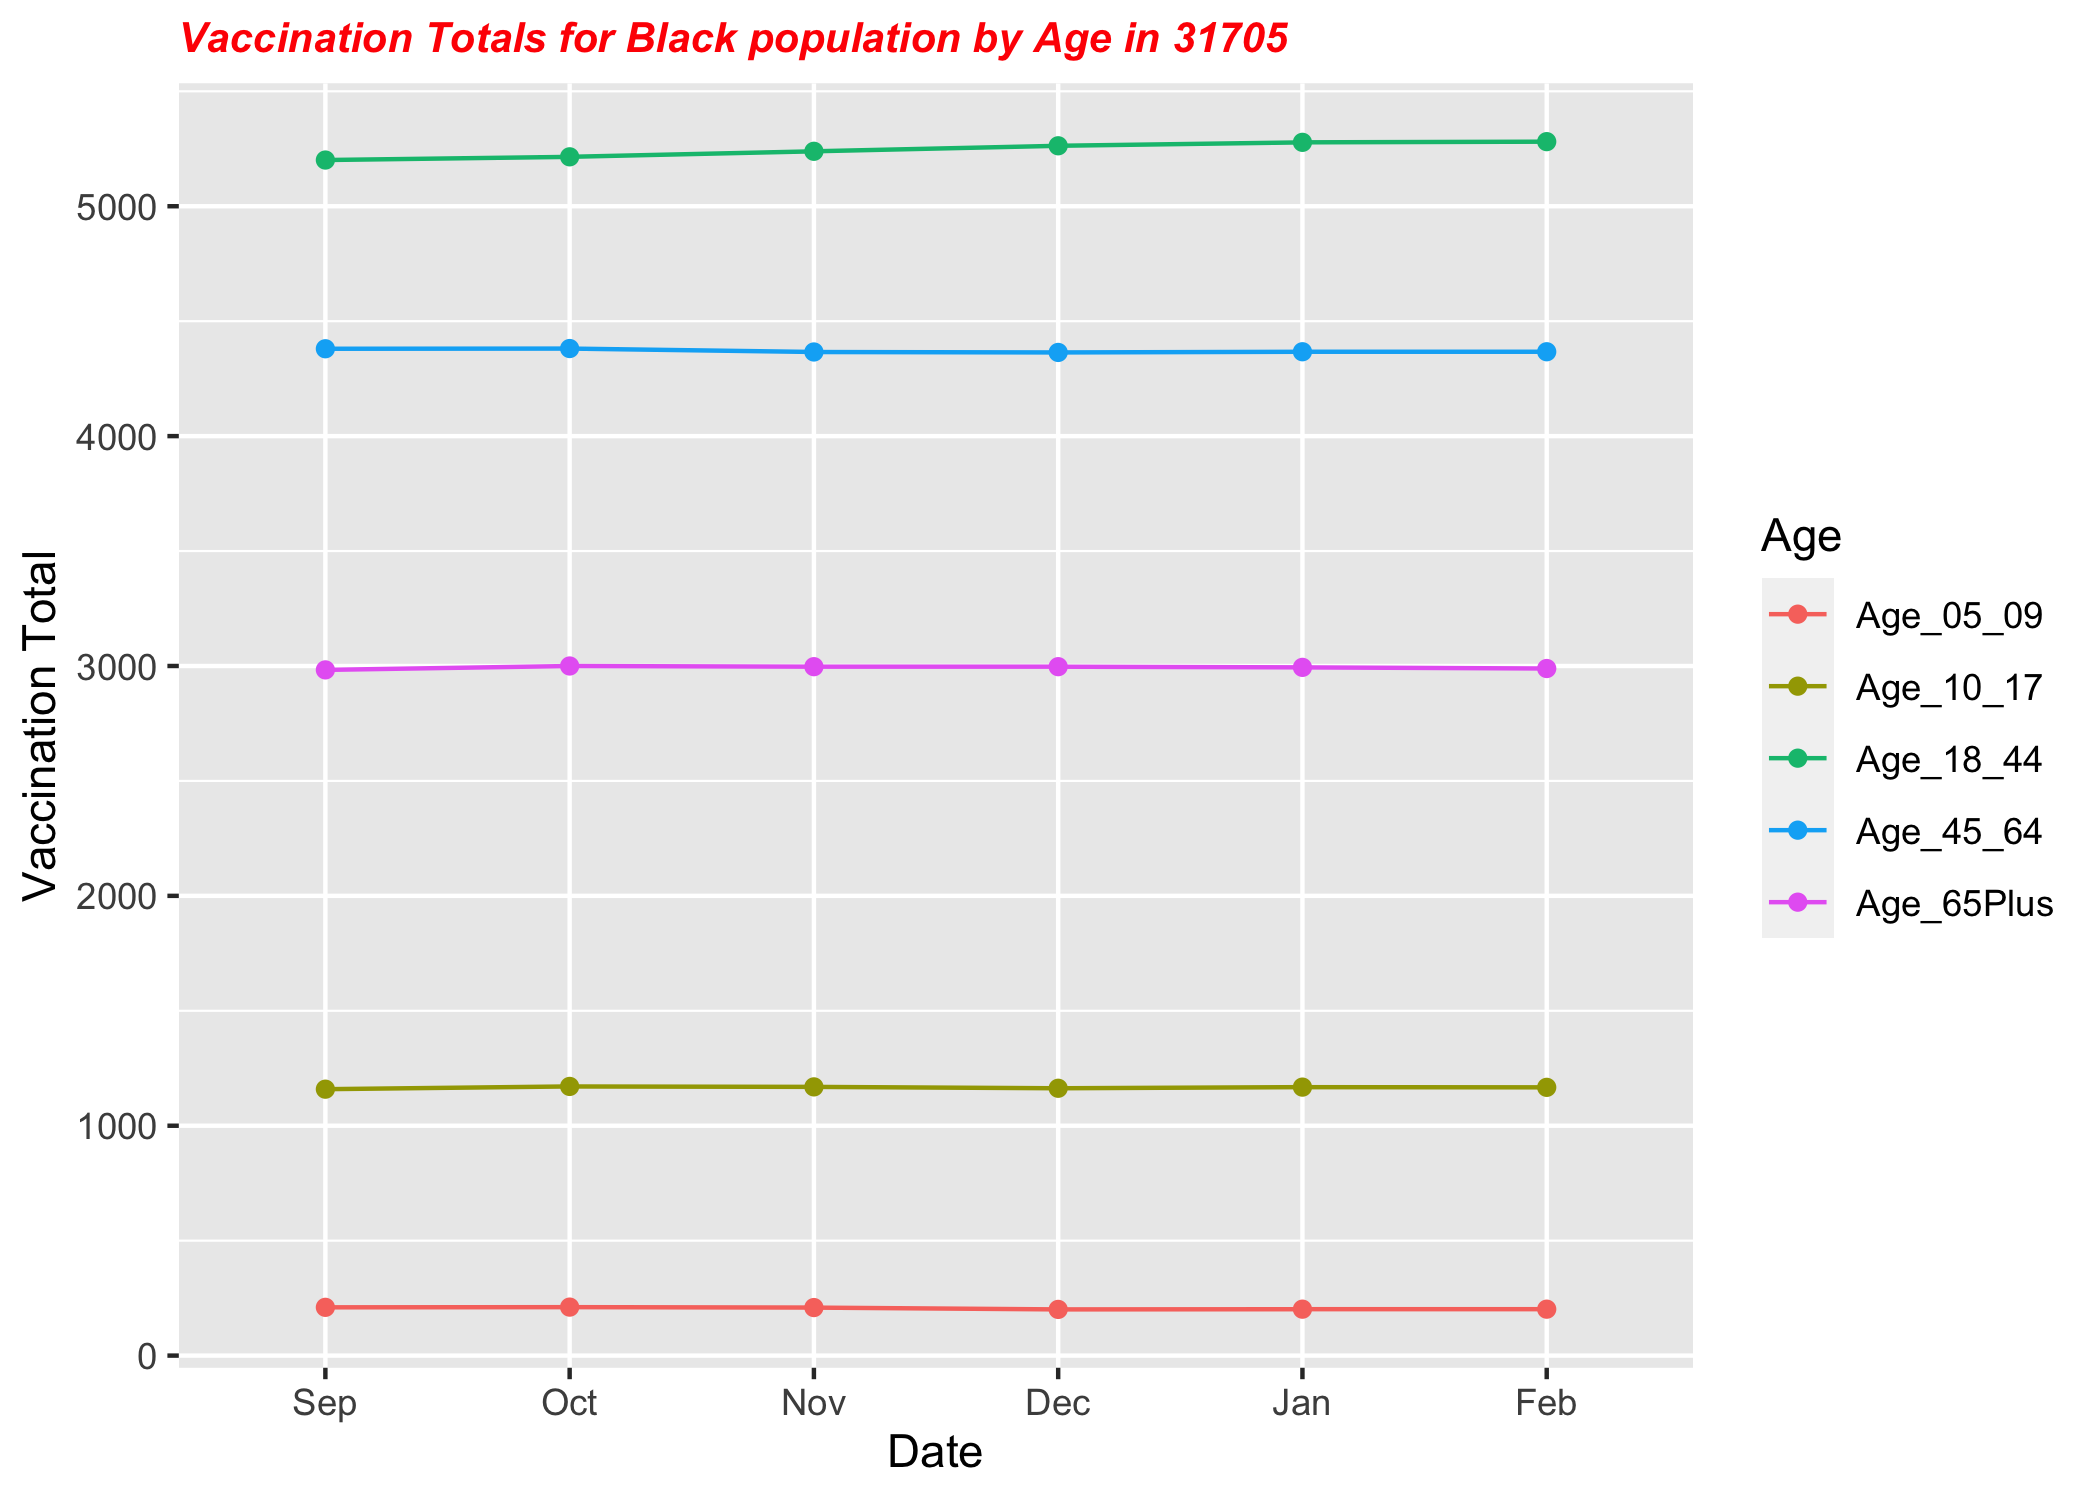 Vaccination Totals for Black population by Age in 31705
Vaccination Total
5000
4000
3000
2000
1000
0
Sep Oct Nov Dec Jan Feb
Date
Age
Age_05_09
Age_10_17
Age_18_44
Age_45_64
Age_65Plus